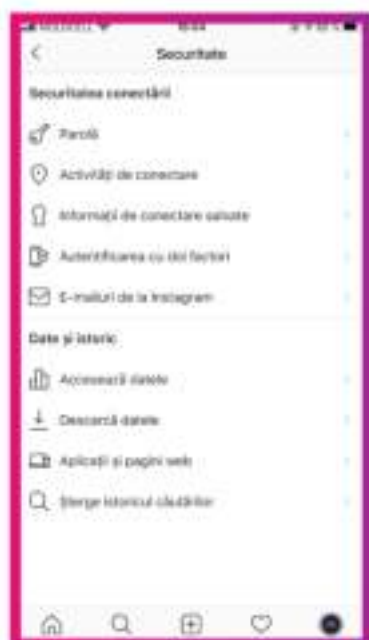 Securitate
Securitatea conectării
Parolă
Activități de conectare
Informații de conectare salvate
Autentificarea cu doi factori
E-mailuri de la Instagram
Date și istoric
Accesează datele
Descarcă datele
Aplicații și pagini web
Șterge istoricul căutărilor